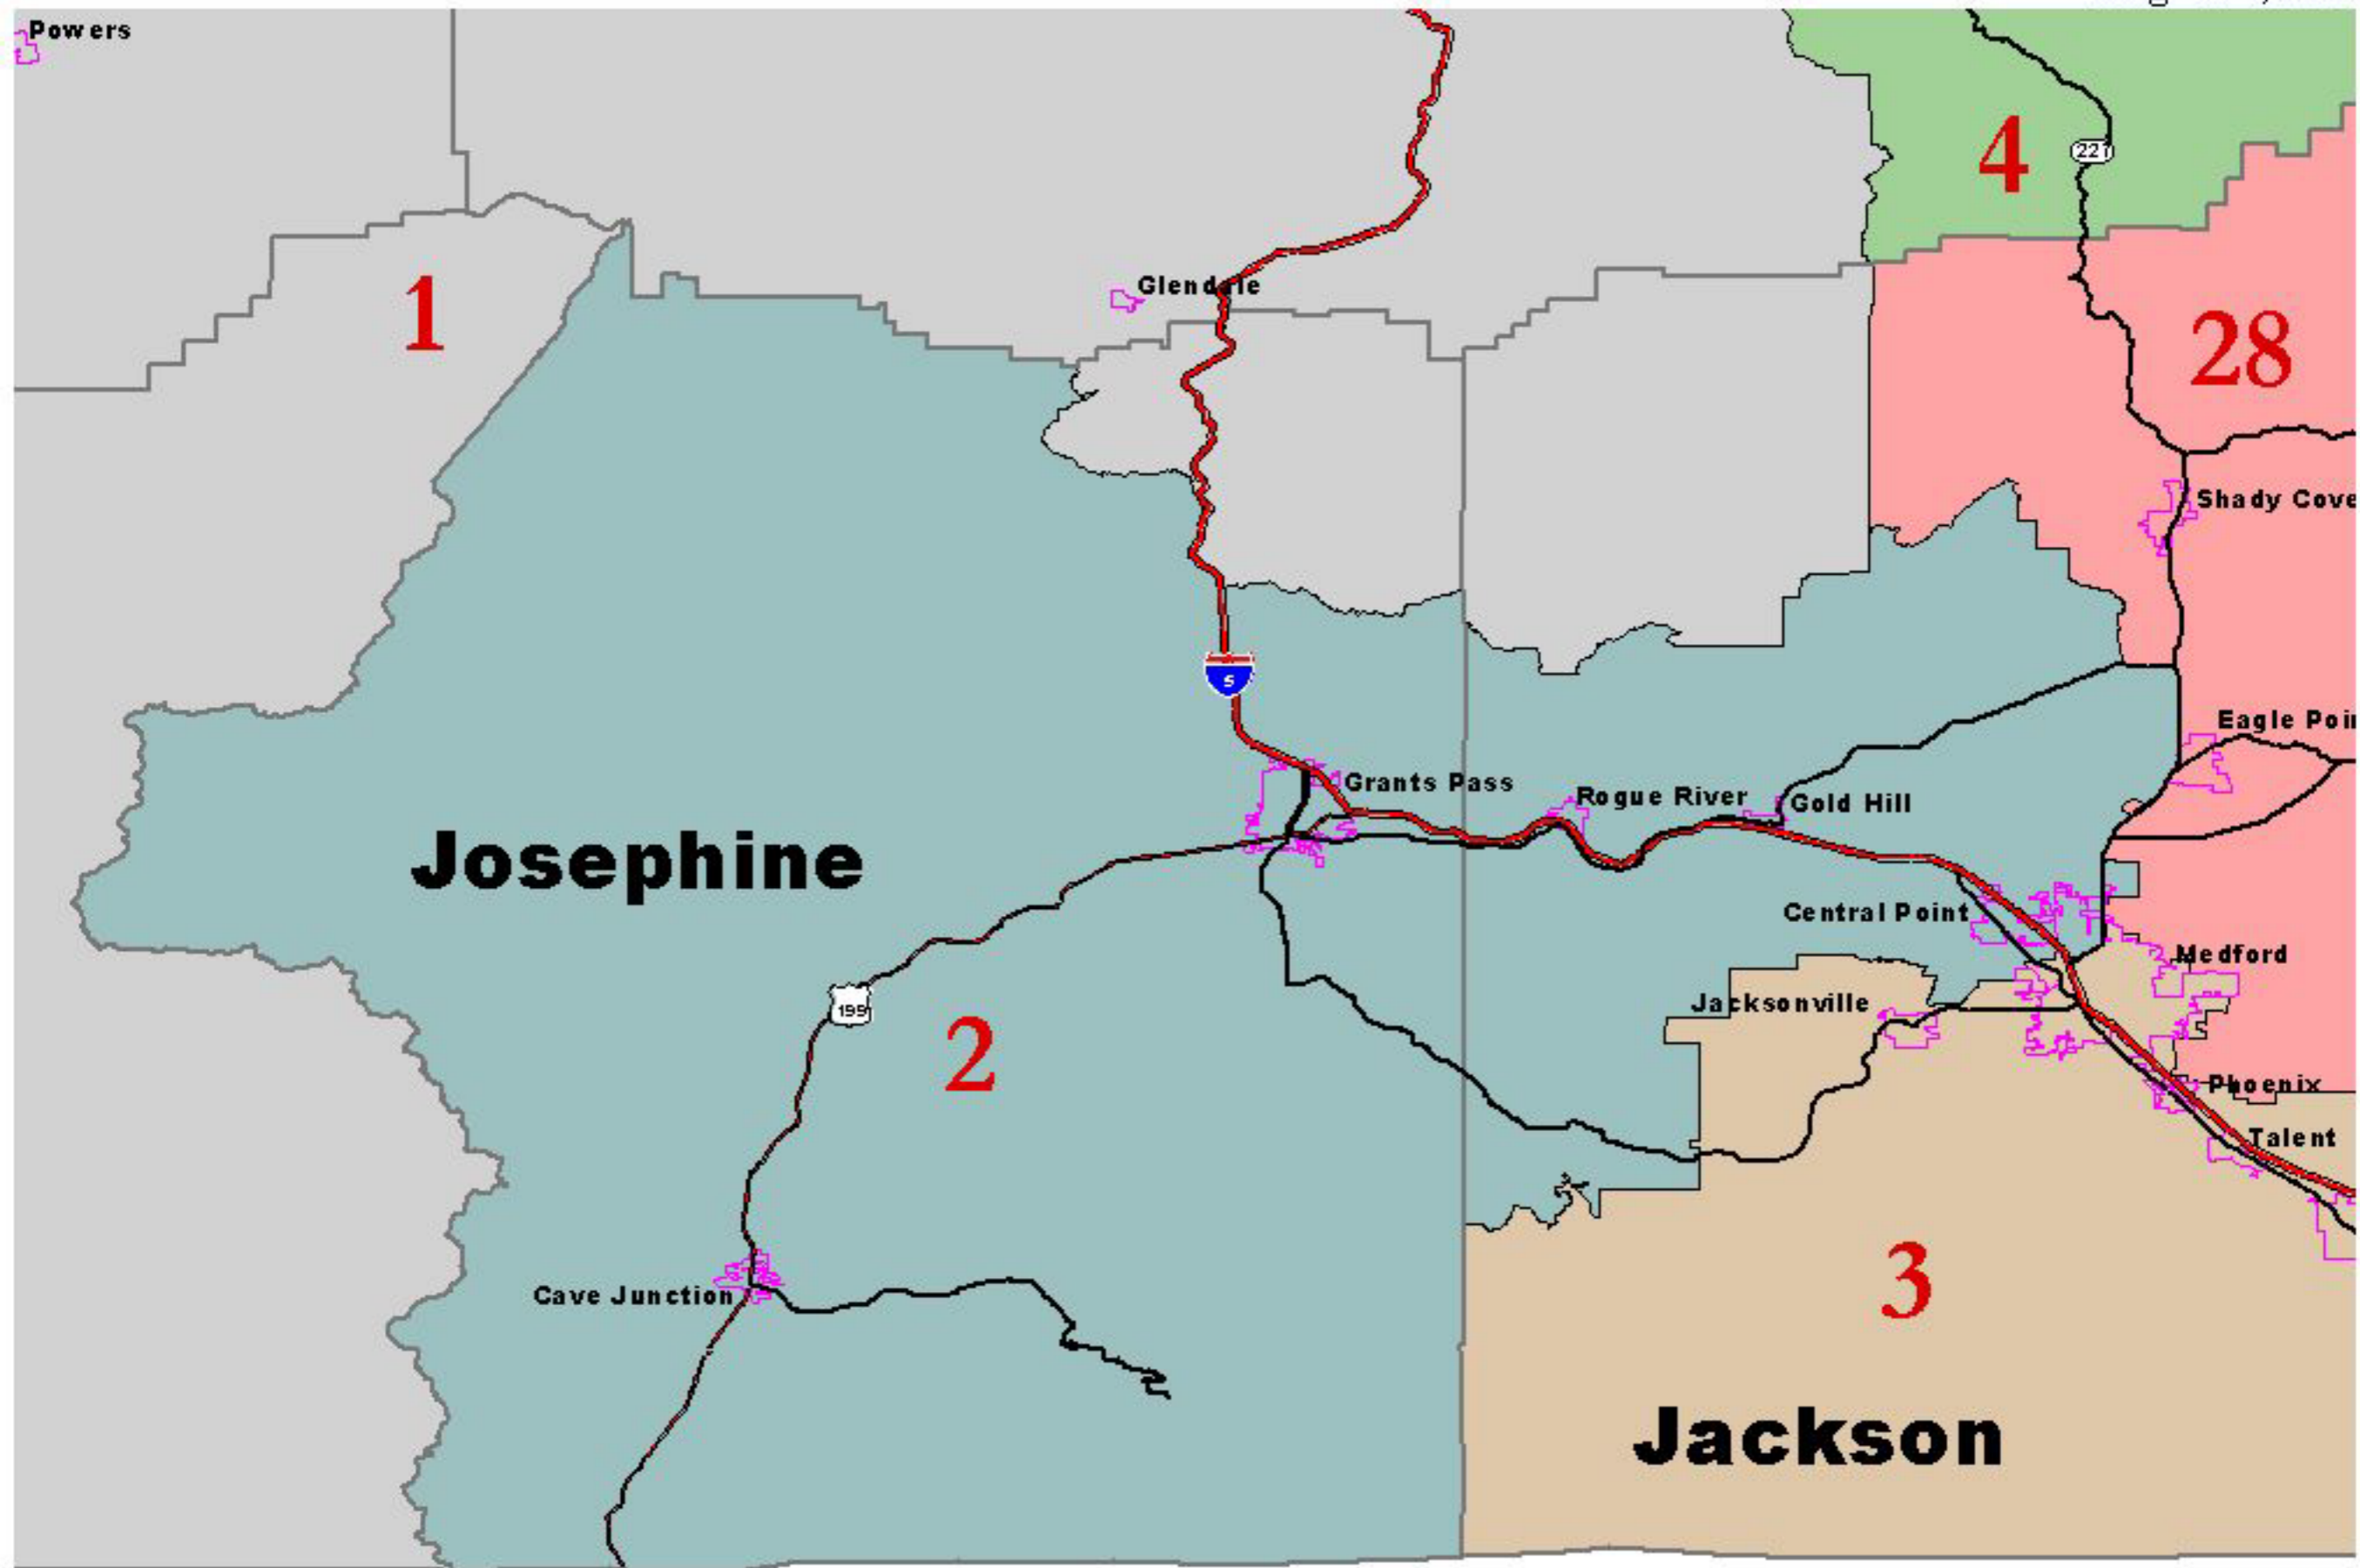 Powers
4
221
1
Glendale
28
Shady Cove
5
Eagle Poin
Grants Pass
Rogue River
Gold Hill
Josephine
Central Point
Medford
199
Jacksonville
2
Phoenix
Talent
3
Cave Junction
Jackson